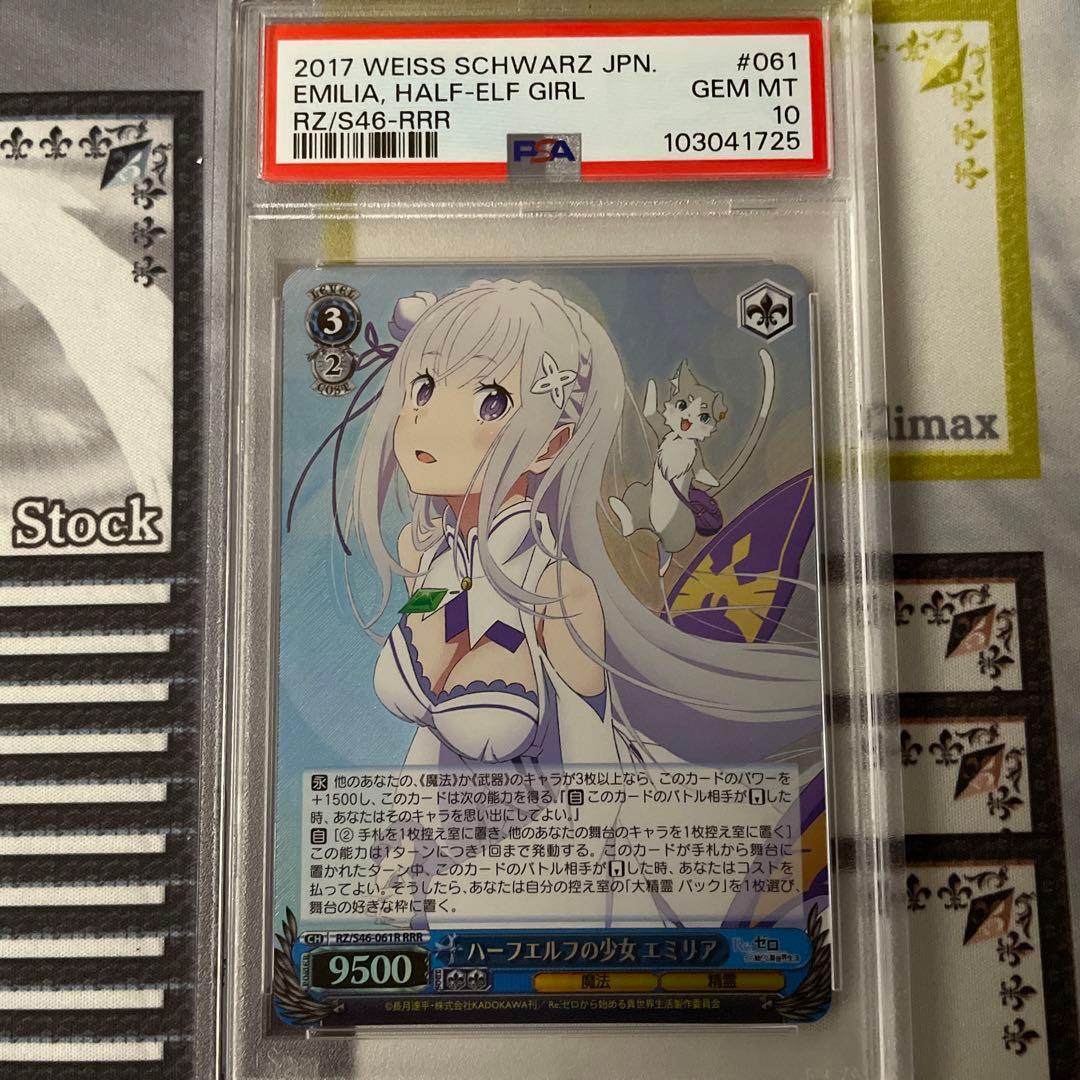 2017 WEISS SCHWARZ JPN.
#061
EMILIA, HALF-ELF GIRL
GEM MT
RZ/S46-RRR
10
PSA
103041725
LEVEL
3
2
COST
Stock
Climax
永 他のあなたの、《魔法》か《武器》のキャラが3枚以上なら、このカードのパワーを
+1500し、このカードは次の能力を得る。「自 このカードのバトル相手が した
時、あなたはそのキャラを思い出にしてよい。」
自 [② 手札を1枚控え室に置き、他のあなたの舞台のキャラを1枚控え室に置く]
この能力は1ターンにつき1回まで発動する。 このカードが手札から舞台に
置かれたターン中、このカードのバトル相手が した時、あなたはコストを
払ってよい。そうしたら、あなたは自分の控え室の「大精霊 パック」を1枚選び、
舞台の好きな枠に置く。
CH RZ/S46-061R RRR
ハーフエルフの少女 エミリア
Re:ゼロ
から始める異世界生活
POWER
9500
SOUL
魔法
精霊
©長月達平・株式会社KADOKAWA刊／Re:ゼロから始める異世界生活製作委員会